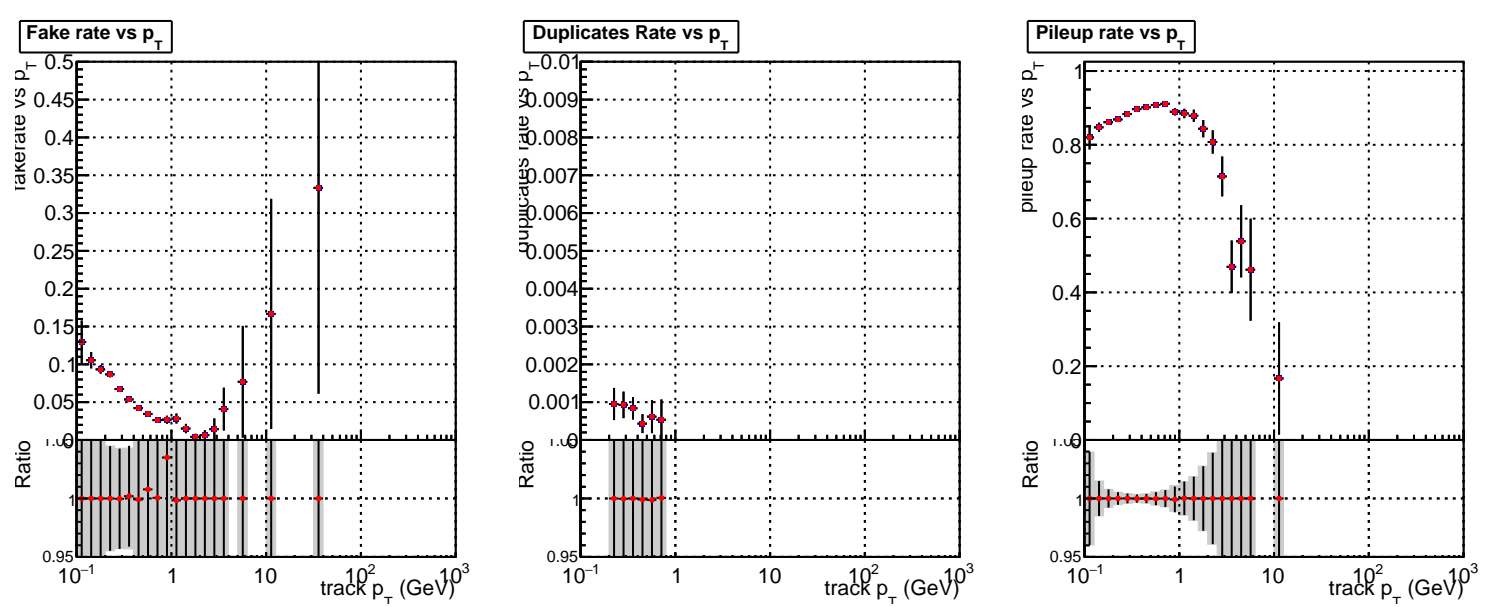 Fake rate vs p_T
fakerate vs p_T
0.5
0.45
0.4
0.35
0.3
0.25
0.2
0.15
0.1
0.05
0
Ratio
1
0.95
10^−1 1 10 10^2 10^3
track p_T (GeV)
Duplicates Rate vs p_T
duplicates rate vs p_T
0.01
0.009
0.008
0.007
0.006
0.005
0.004
0.003
0.002
0.001
0
Ratio
1
0.95
10^−1 1 10 10^2 10^3
track p_T (GeV)
Pileup rate vs p_T
pileup rate vs p_T
1
0.8
0.6
0.4
0.2
0
Ratio
1
0.95
10^−1 1 10 10^2 10^3
track p_T (GeV)